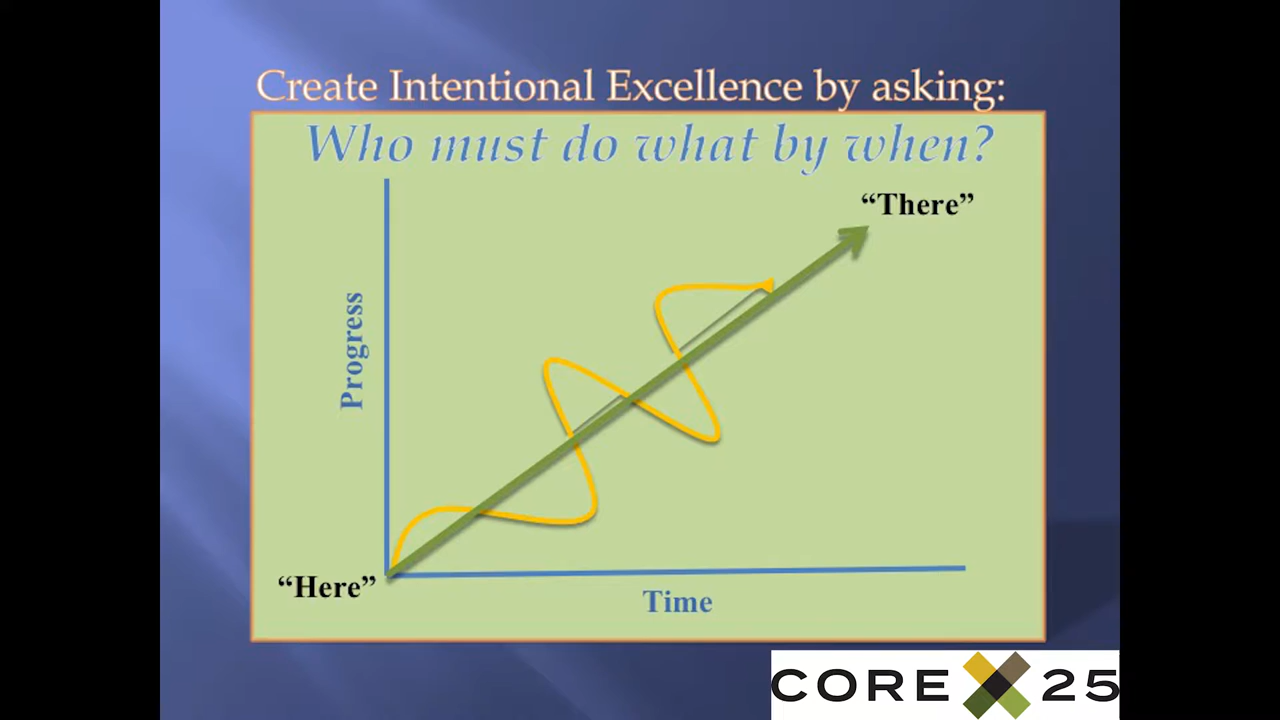 Create Intentional Excellence by asking:
Who must do what by when?
“There”
Progress
“Here”
Time
CORE X 25